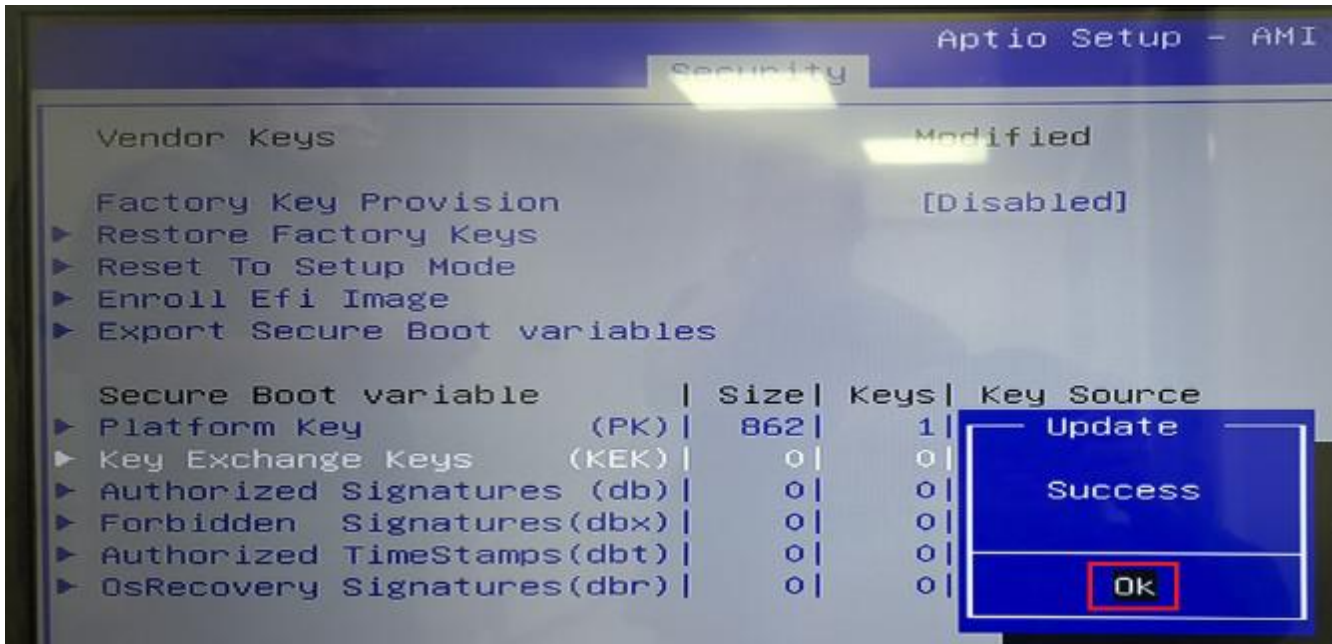 Aptio Setup - AMI
Security
Vendor Keys Modified
Factory Key Provision [Disabled]
▶ Restore Factory Keys
▶ Reset To Setup Mode
▶ Enroll Efi Image
▶ Export Secure Boot variables
Secure Boot variable | Size| Keys| Key Source
▶ Platform Key (PK)| 862| 1|
▶ Key Exchange Keys (KEK)| 0| 0|
▶ Authorized Signatures (db)| 0| 0|
▶ Forbidden Signatures(dbx)| 0| 0|
▶ Authorized TimeStamps(dbt)| 0| 0|
▶ OsRecovery Signatures(dbr)| 0| 0|
Update
Success
Ok